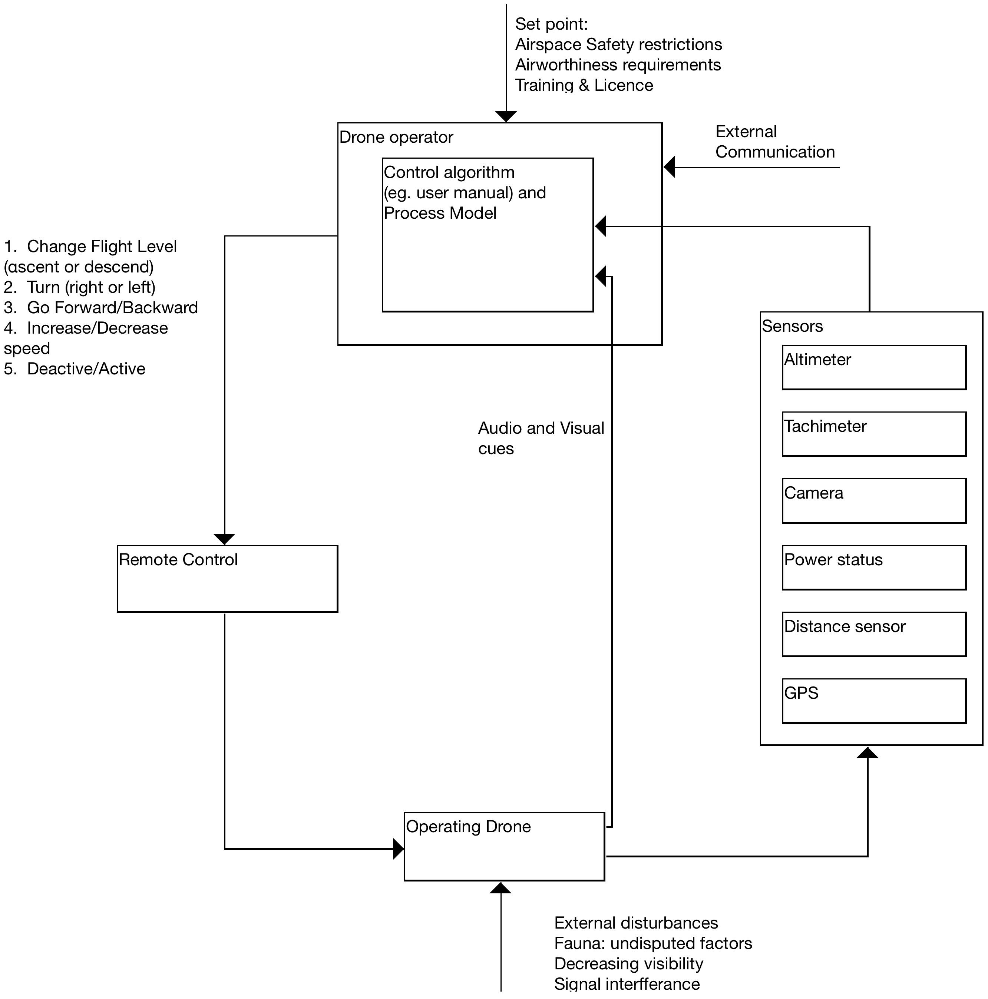 Set point:
Airspace Safety restrictions
Airworthiness requirements
Training & Licence
Drone operator
External
Communication
Control algorithm
(eg. user manual) and
Process Model
1. Change Flight Level
(ascent or descend)
2. Turn (right or left)
3. Go Forward/Backward
4. Increase/Decrease
speed
5. Deactive/Active
Sensors
Altimeter
Tachimeter
Audio and Visual
cues
Camera
Remote Control
Power status
Distance sensor
GPS
Operating Drone
External disturbances
Fauna: undisputed factors
Decreasing visibility
Signal interfferance